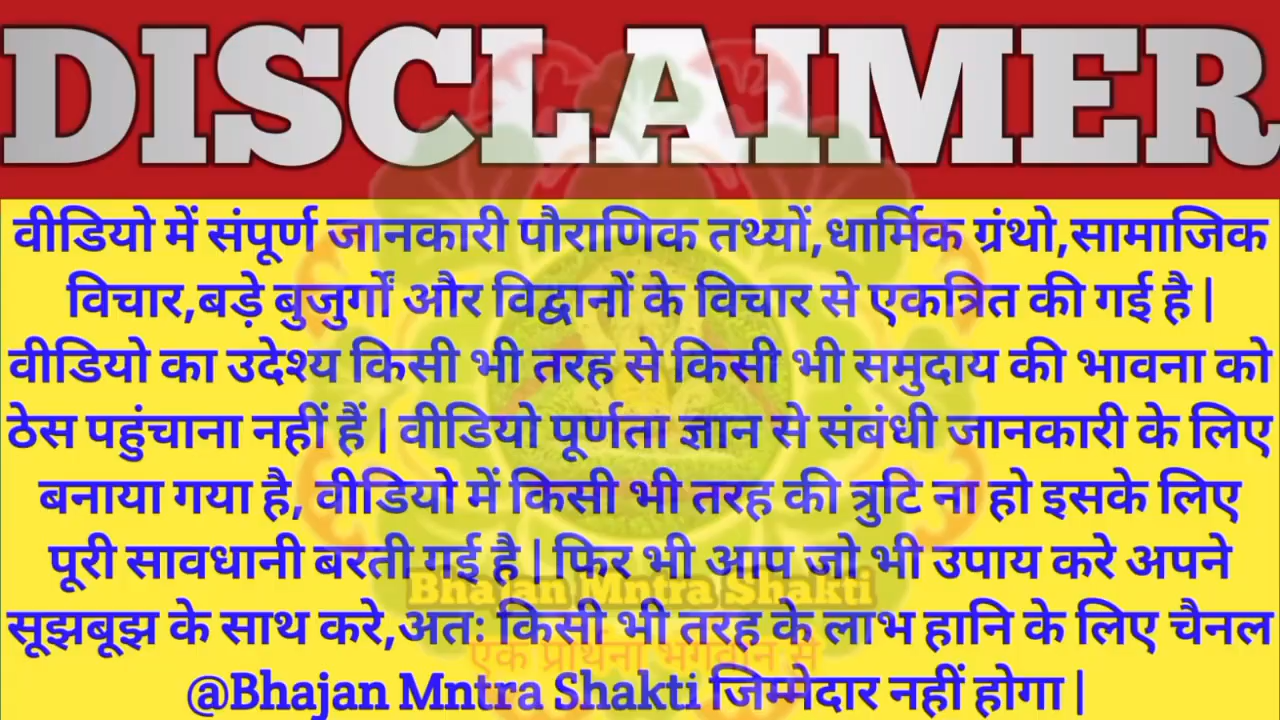 DISCLAIMER
वीडियो में संपूर्ण जानकारी पौराणिक तथ्यों,धार्मिक ग्रंथो,सामाजिक
विचार,बड़े बुजुर्गों और विद्वानों के विचार से एकत्रित की गई है |
वीडियो का उदेश्य किसी भी तरह से किसी भी समुदाय की भावना को
ठेस पहुंचाना नहीं हैं | वीडियो पूर्णता ज्ञान से संबंधी जानकारी के लिए
बनाया गया है, वीडियो में किसी भी तरह की त्रुटि ना हो इसके लिए
पूरी सावधानी बरती गई है | फिर भी आप जो भी उपाय करे अपने
Bhajan Mntra Shakti
सूझबूझ के साथ करे,अतः किसी भी तरह के लाभ हानि के लिए चैनल
एक प्रार्थना भगवान से
@Bhajan Mntra Shakti जिम्मेदार नहीं होगा |